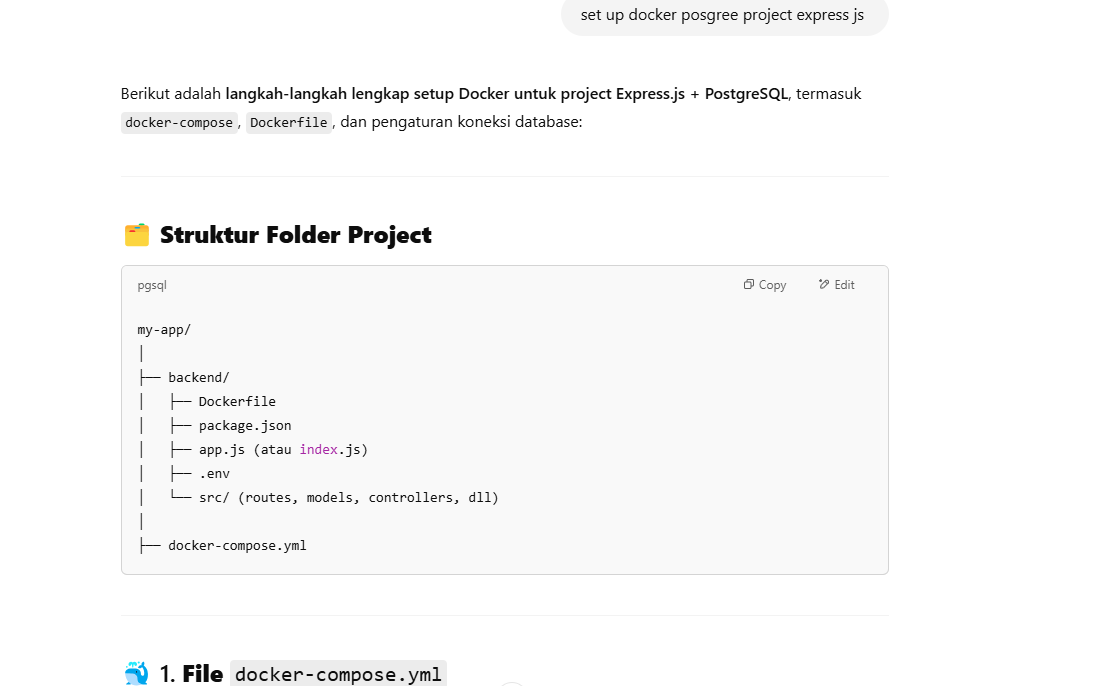 set up docker posgree project express js
Berikut adalah langkah-langkah lengkap setup Docker untuk project Express.js + PostgreSQL, termasuk
docker-compose, Dockerfile, dan pengaturan koneksi database:
Struktur Folder Project
pgsql Copy Edit
my-app/
│
├── backend/
│   ├── Dockerfile
│   ├── package.json
│   ├── app.js (atau index.js)
│   ├── .env
│   └── src/ (routes, models, controllers, dll)
│
├── docker-compose.yml
1. File docker-compose.yml